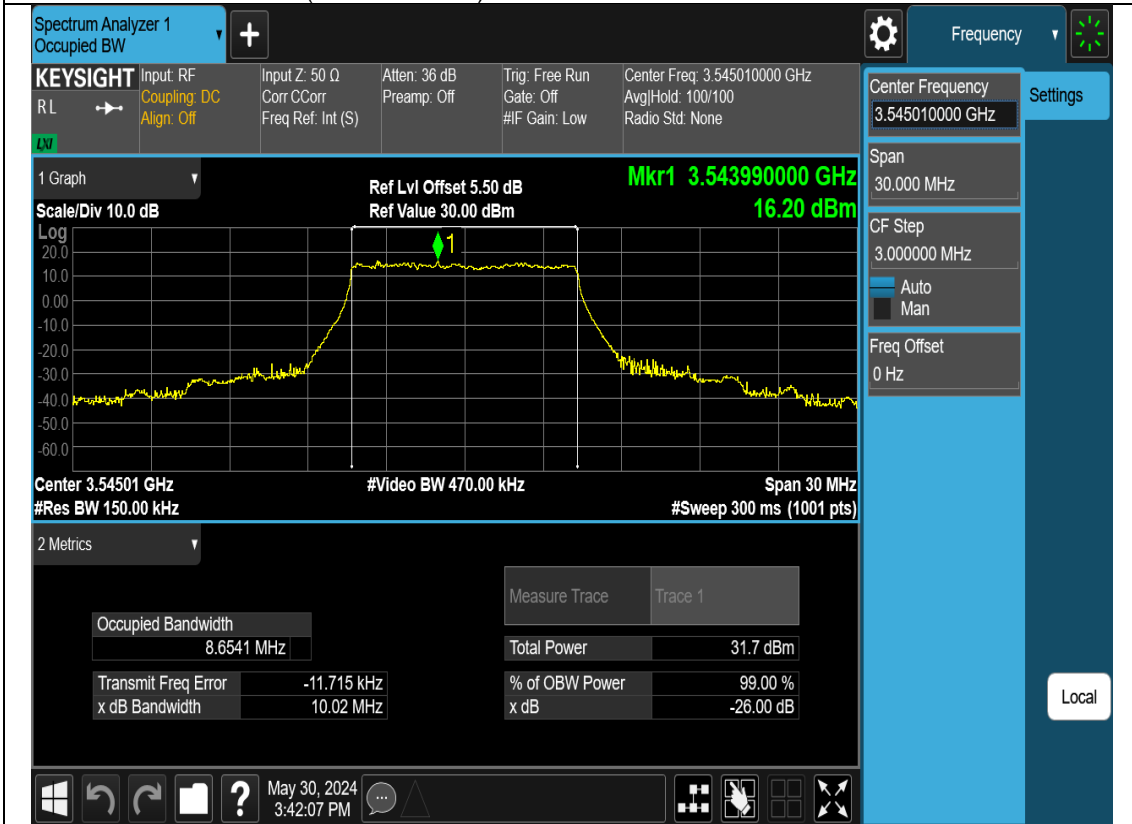 Spectrum Analyzer 1
Occupied BW
+
Frequency
KEYSIGHT
RL
LXI
Input: RF
Coupling: DC
Align: Off
Input Z: 50 Ω
Corr CCorr
Freq Ref: Int (S)
Atten: 36 dB
Preamp: Off
Trig: Free Run
Gate: Off
#IF Gain: Low
Center Freq: 3.545010000 GHz
Avg|Hold: 100/100
Radio Std: None
Center Frequency
3.545010000 GHz
Settings
Span
30.000 MHz
CF Step
3.000000 MHz
Auto
Man
Freq Offset
0 Hz
1 Graph
Ref Lvl Offset 5.50 dB
Mkr1 3.543990000 GHz
Scale/Div 10.0 dB
Ref Value 30.00 dBm
16.20 dBm
Log
1
20.0
10.0
0.00
-10.0
-20.0
-30.0
-40.0
-50.0
-60.0
Center 3.54501 GHz
#Video BW 470.00 kHz
Span 30 MHz
#Res BW 150.00 kHz
#Sweep 300 ms (1001 pts)
2 Metrics
Measure Trace
Trace 1
Occupied Bandwidth
8.6541 MHz
Total Power
31.7 dBm
Transmit Freq Error
-11.715 kHz
% of OBW Power
99.00 %
x dB Bandwidth
10.02 MHz
x dB
-26.00 dB
Local
?
May 30, 2024
3:42:07 PM